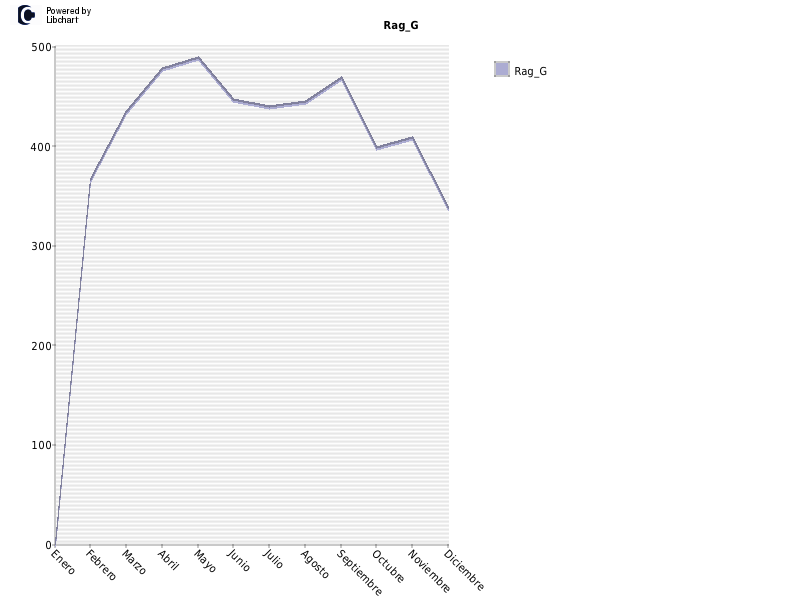 Powered by
Libchart
Rag_G
Rag_G
500
400
300
200
100
0
Enero
Febrero
Marzo
Abril
Mayo
Junio
Julio
Agosto
Septiembre
Octubre
Noviembre
Diciembre